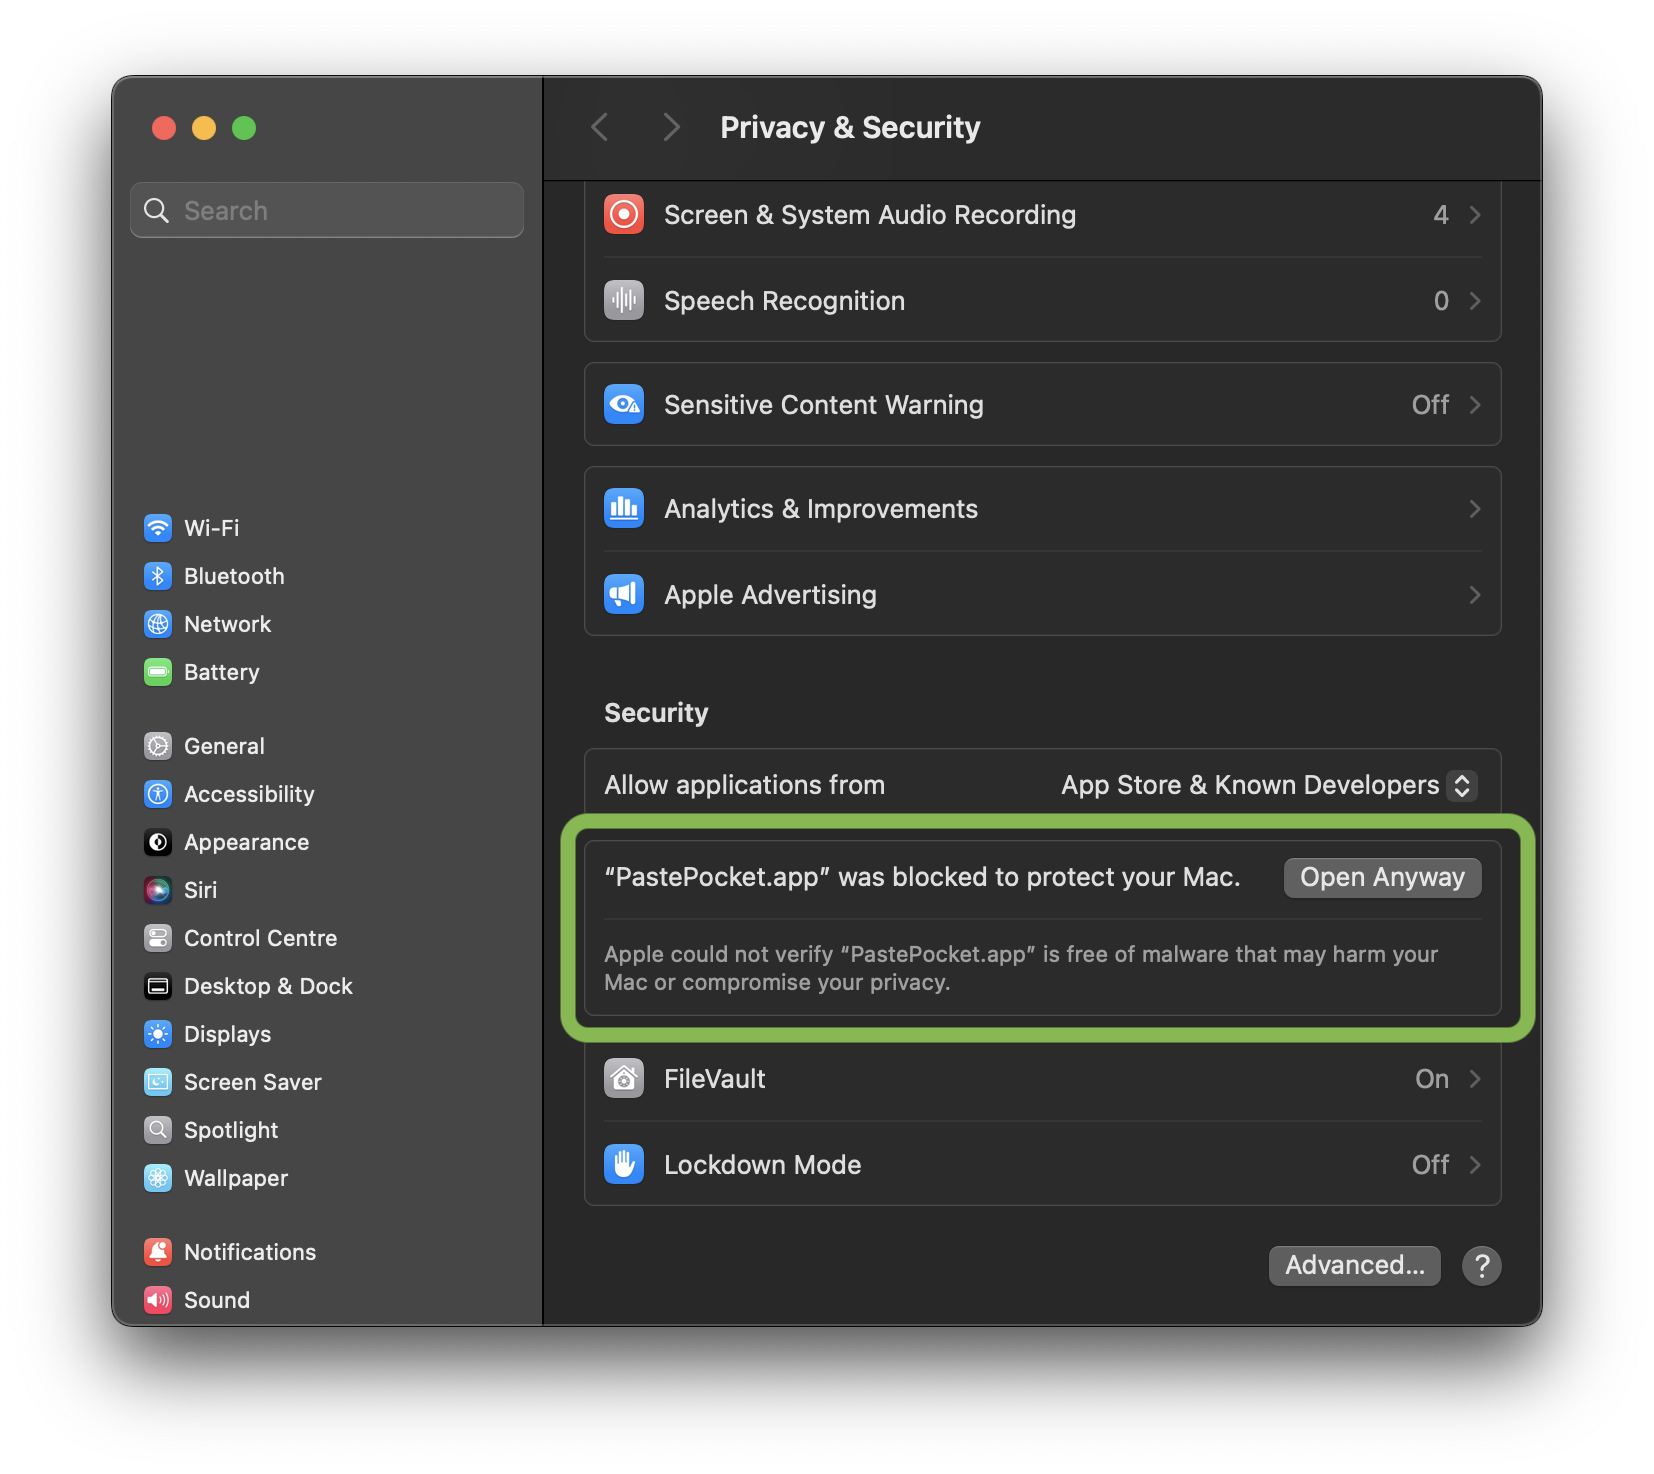 Search
Wi-Fi
Bluetooth
Network
Battery
General
Accessibility
Appearance
Siri
Control Centre
Desktop & Dock
Displays
Screen Saver
Spotlight
Wallpaper
Notifications
Sound
Privacy & Security
Screen & System Audio Recording 4
Speech Recognition 0
Sensitive Content Warning Off
Analytics & Improvements
Apple Advertising
Security
Allow applications from App Store & Known Developers
“PastePocket.app” was blocked to protect your Mac. Open Anyway
Apple could not verify “PastePocket.app” is free of malware that may harm your
Mac or compromise your privacy.
FileVault On
Lockdown Mode Off
Advanced... ?